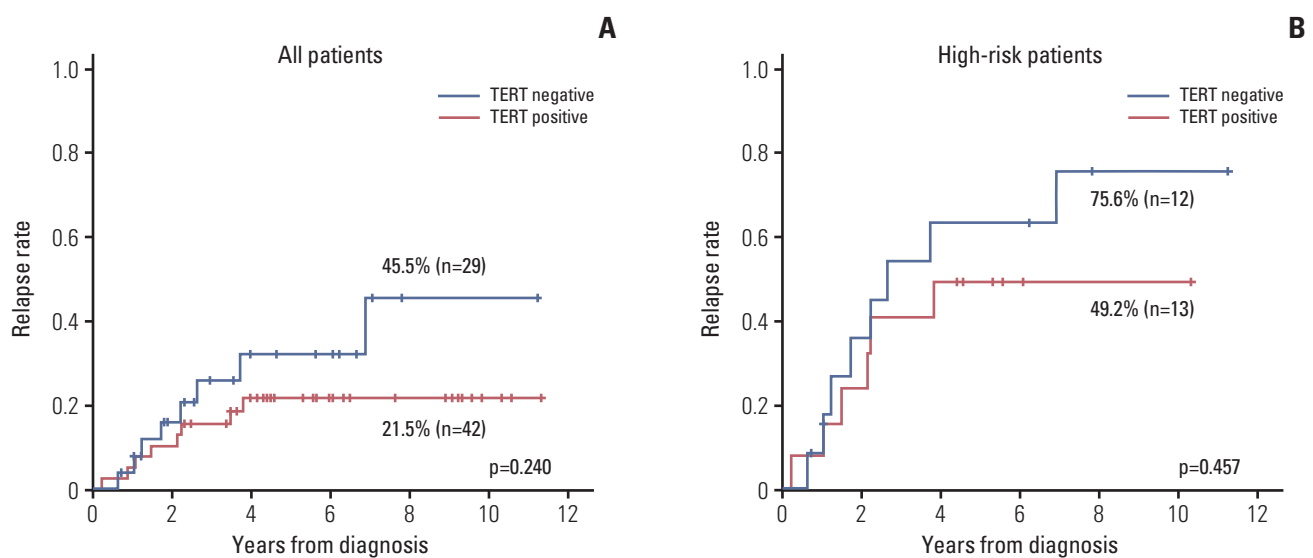 A
All patients
1.0
0.8
0.6
0.4
0.2
0
Relapse rate
TERT negative
TERT positive
45.5% (n=29)
21.5% (n=42)
p=0.240
0 2 4 6 8 10 12
Years from diagnosis
B
High-risk patients
1.0
0.8
0.6
0.4
0.2
0
Relapse rate
TERT negative
TERT positive
75.6% (n=12)
49.2% (n=13)
p=0.457
0 2 4 6 8 10 12
Years from diagnosis